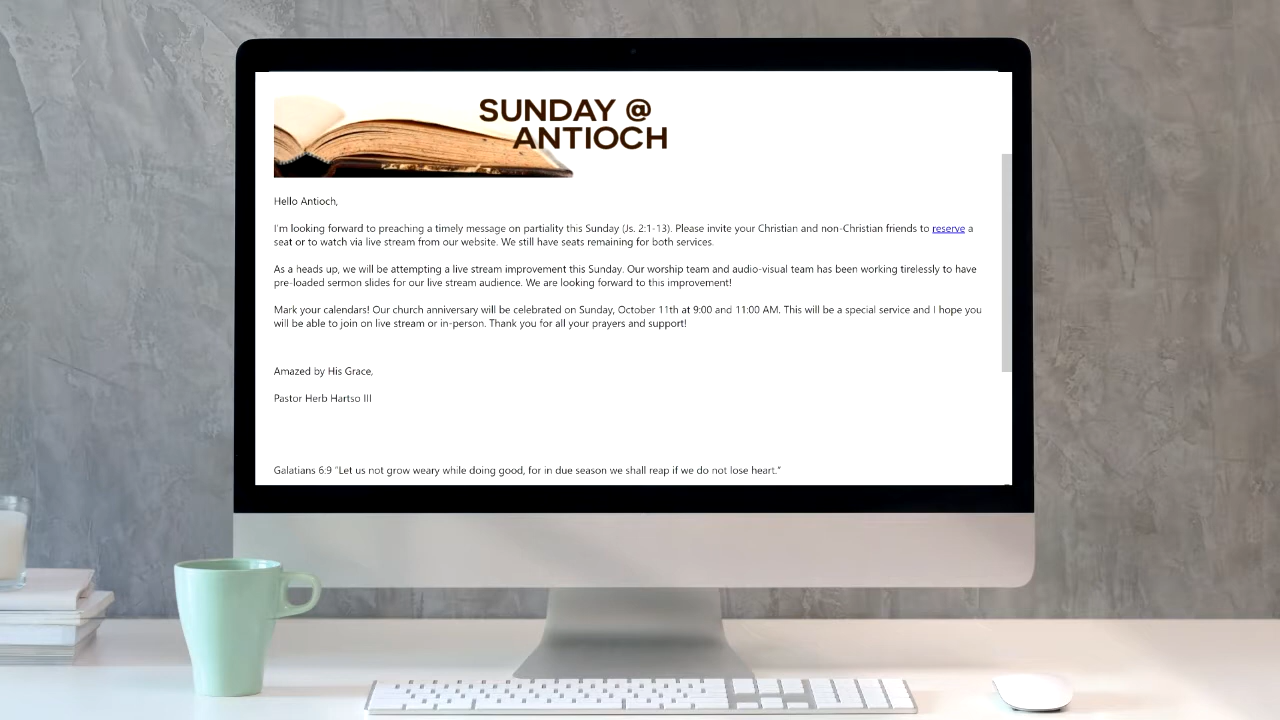 SUNDAY @
ANTIOCH
Hello Antioch,
I'm looking forward to preaching a timely message on partiality this Sunday (Js. 2:1-13). Please invite your Christian and non-Christian friends to reserve a
seat or to watch via live stream from our website. We still have seats remaining for both services.
As a heads up, we will be attempting a live stream improvement this Sunday. Our worship team and audio-visual team has been working tirelessly to have
pre-loaded sermon slides for our live stream audience. We are looking forward to this improvement!
Mark your calendars! Our church anniversary will be celebrated on Sunday, October 11th at 9:00 and 11:00 AM. This will be a special service and I hope you
will be able to join on live stream or in-person. Thank you for all your prayers and support!
Amazed by His Grace,
Pastor Herb Hartso III
Galatians 6:9 “Let us not grow weary while doing good, for in due season we shall reap if we do not lose heart.”